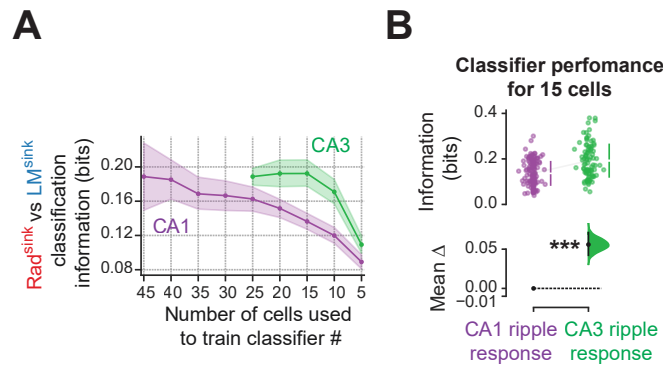 A
Rad^sink vs LM^sink
classification
information (bits)
0.20
0.16
0.12
0.08
CA3
CA1
45 40 35 30 25 20 15 10 5
Number of cells used
to train classifier #
B
Classifier perfomance
for 15 cells
Information
(bits)
0.4
0.2
0.0
Mean Δ
0.05
0.00
−0.01
***
CA1 ripple
response
CA3 ripple
response